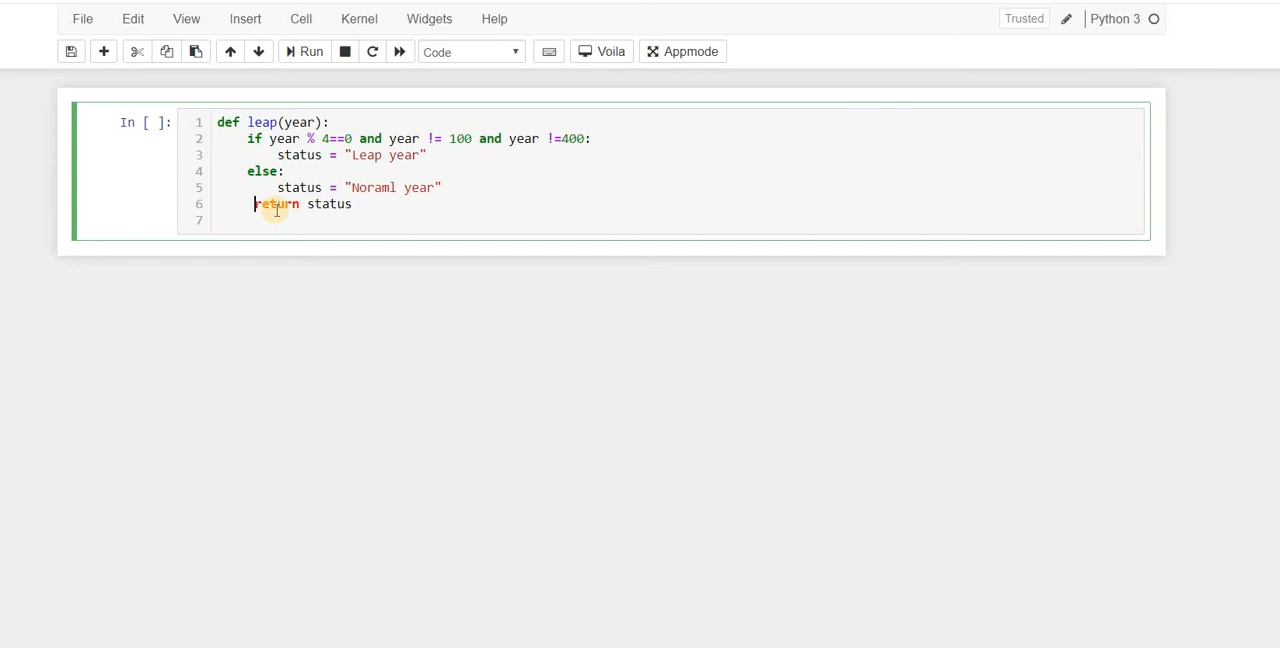 File Edit View Insert Cell Kernel Widgets Help Trusted Python 3
Run Code Voila Appmode
In [ ]: 1 def leap(year):
2 if year % 4==0 and year != 100 and year !=400:
3 status = "Leap year"
4 else:
5 status = "Noraml year"
6 return status
7